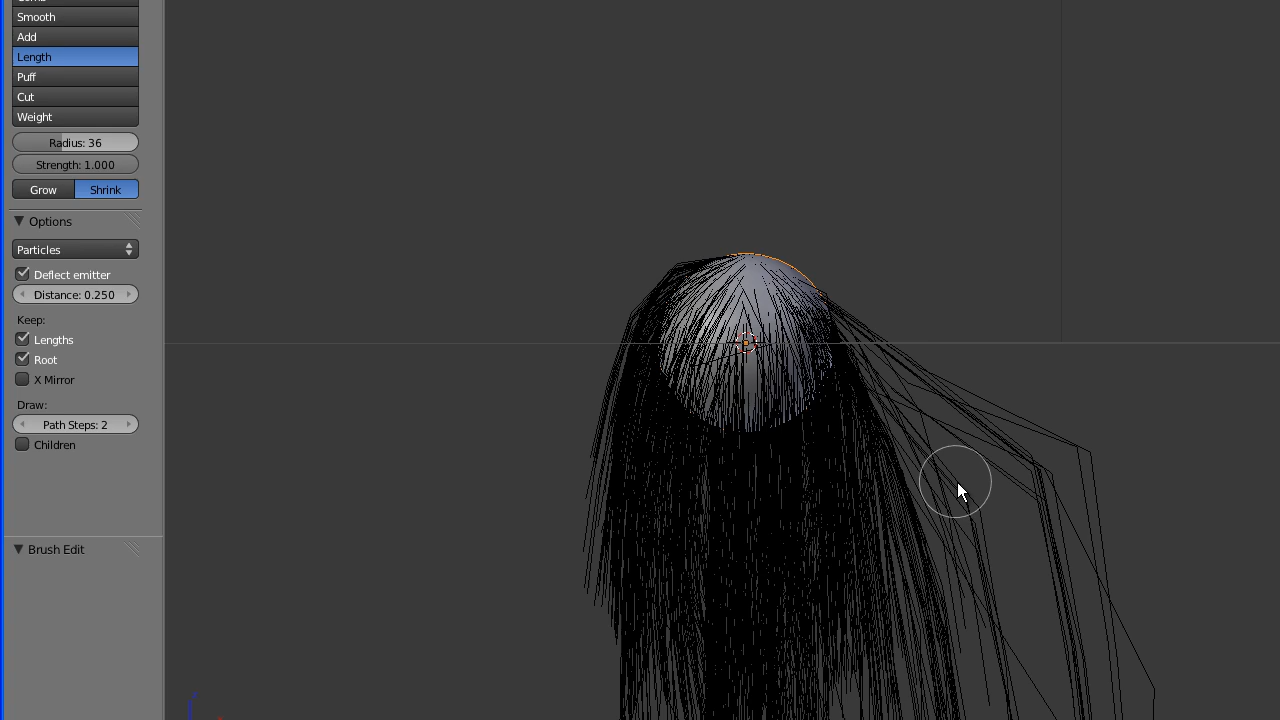 Smooth
Add
Length
Puff
Cut
Weight
Radius: 36
Strength: 1.000
Grow Shrink
Options
Particles
Deflect emitter
Distance: 0.250
Keep:
Lengths
Root
X Mirror
Draw:
Path Steps: 2
Children
Brush Edit